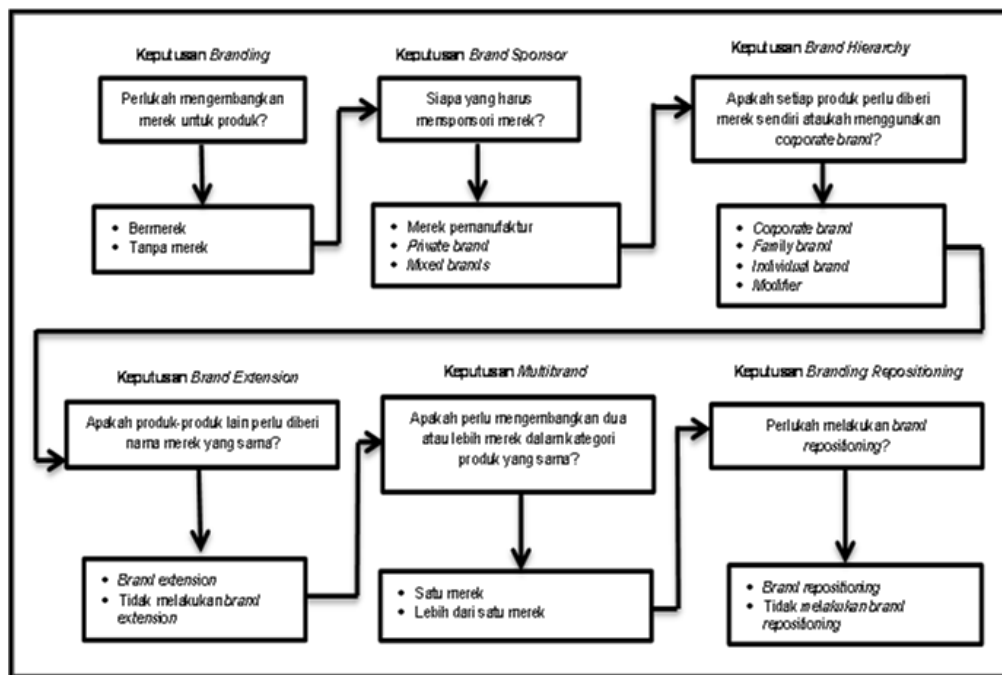 Keputusan Branding
Perlukah mengembangkan
merek untuk produk?
• Bermerek
• Tanpa merek
Keputusan Brand Sponsor
Siapa yang harus
mensponsori merek?
• Merek pemanufaktur
• Private brand
• Mixed brands
Keputusan Brand Hierarchy
Apakah setiap produk perlu diberi
merek sendiri ataukah menggunakan
corporate brand?
• Corporate brand
• Family brand
• Individual brand
• Modifier
Keputusan Brand Extension
Apakah produk-produk lain perlu diberi
nama merek yang sama?
• Brand extension
• Tidak melakukan brand
extension
Keputusan Multibrand
Apakah perlu mengembangkan dua
atau lebih merek dalam kategori
produk yang sama?
• Satu merek
• Lebih dari satu merek
Keputusan Branding Repositioning
Perlukah melakukan brand
repositioning?
• Brand repositioning
• Tidak melakukan brand
repositioning